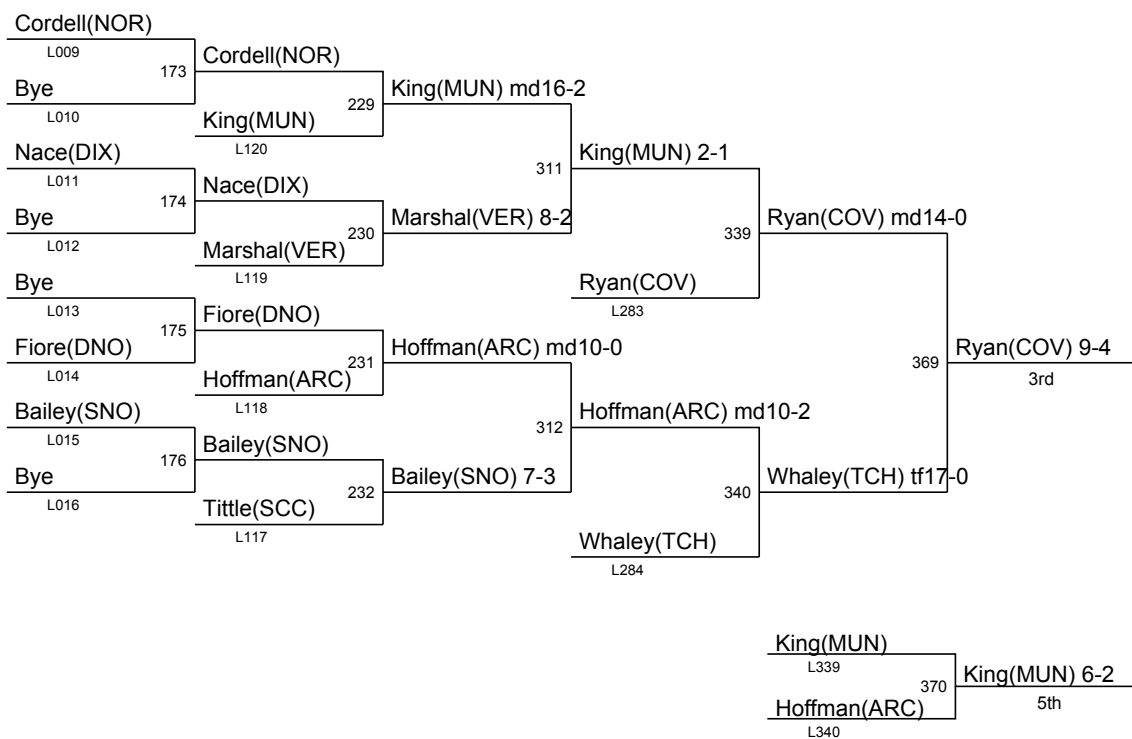 Cordell(NOR)
L009
Bye
L010
173
Cordell(NOR)
King(MUN)
L120
229
King(MUN) md16-2
Nace(DIX)
L011
Bye
L012
174
Nace(DIX)
Marshal(VER)
L119
230
Marshal(VER) 8-2
311
King(MUN) 2-1
Ryan(COV)
L283
339
Ryan(COV) md14-0
Bye
L013
Fiore(DNO)
L014
175
Fiore(DNO)
Hoffman(ARC)
L118
231
Hoffman(ARC) md10-0
Bailey(SNO)
L015
Bye
L016
176
Bailey(SNO)
Tittle(SCC)
L117
232
Bailey(SNO) 7-3
312
Hoffman(ARC) md10-2
Whaley(TCH)
L284
340
Whaley(TCH) tf17-0
369
Ryan(COV) 9-4
3rd
King(MUN)
L339
Hoffman(ARC)
L340
370
King(MUN) 6-2
5th